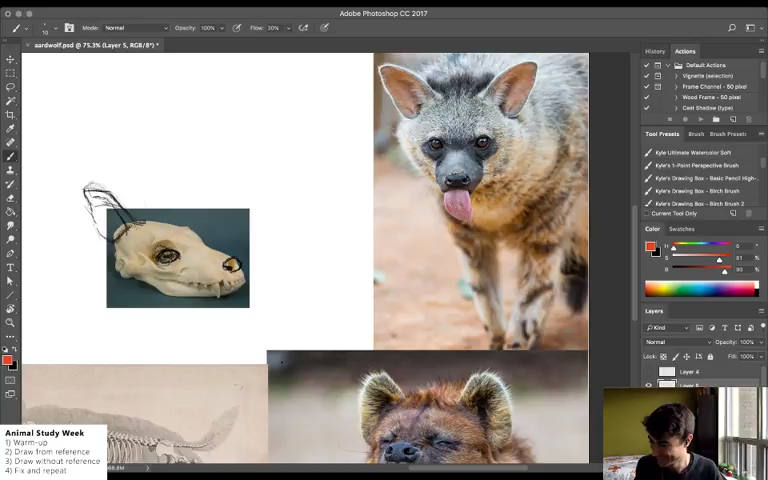 Adobe Photoshop CC 2017
10
Mode: Normal
Opacity: 100%
Flow: 30%
aardwolf.psd @ 75.3% (Layer 5, RGB/8*) *
History
Actions
Default Actions
Vignette (selection)
Frame Channel - 50 pixel
Wood Frame - 50 pixel
Cast Shadow (type)
Tool Presets
Brush
Brush Presets
Kyle Ultimate Watercolor Soft
Kyle's 1-Point Perspective Brush
Kyle's Drawing Box - Basic Pencil High-
Kyle's Drawing Box - Birch Brush
Kyle's Drawing Box - Birch Brush 2
Current Tool Only
Color
Swatches
H
6
S
81
%
B
90
%
Layers
Kind
Normal
Opacity: 100%
Lock:
Fill: 100%
Layer 4
Animal Study Week
1) Warm-up
2) Draw from reference
3) Draw without reference
4) Fix and repeat